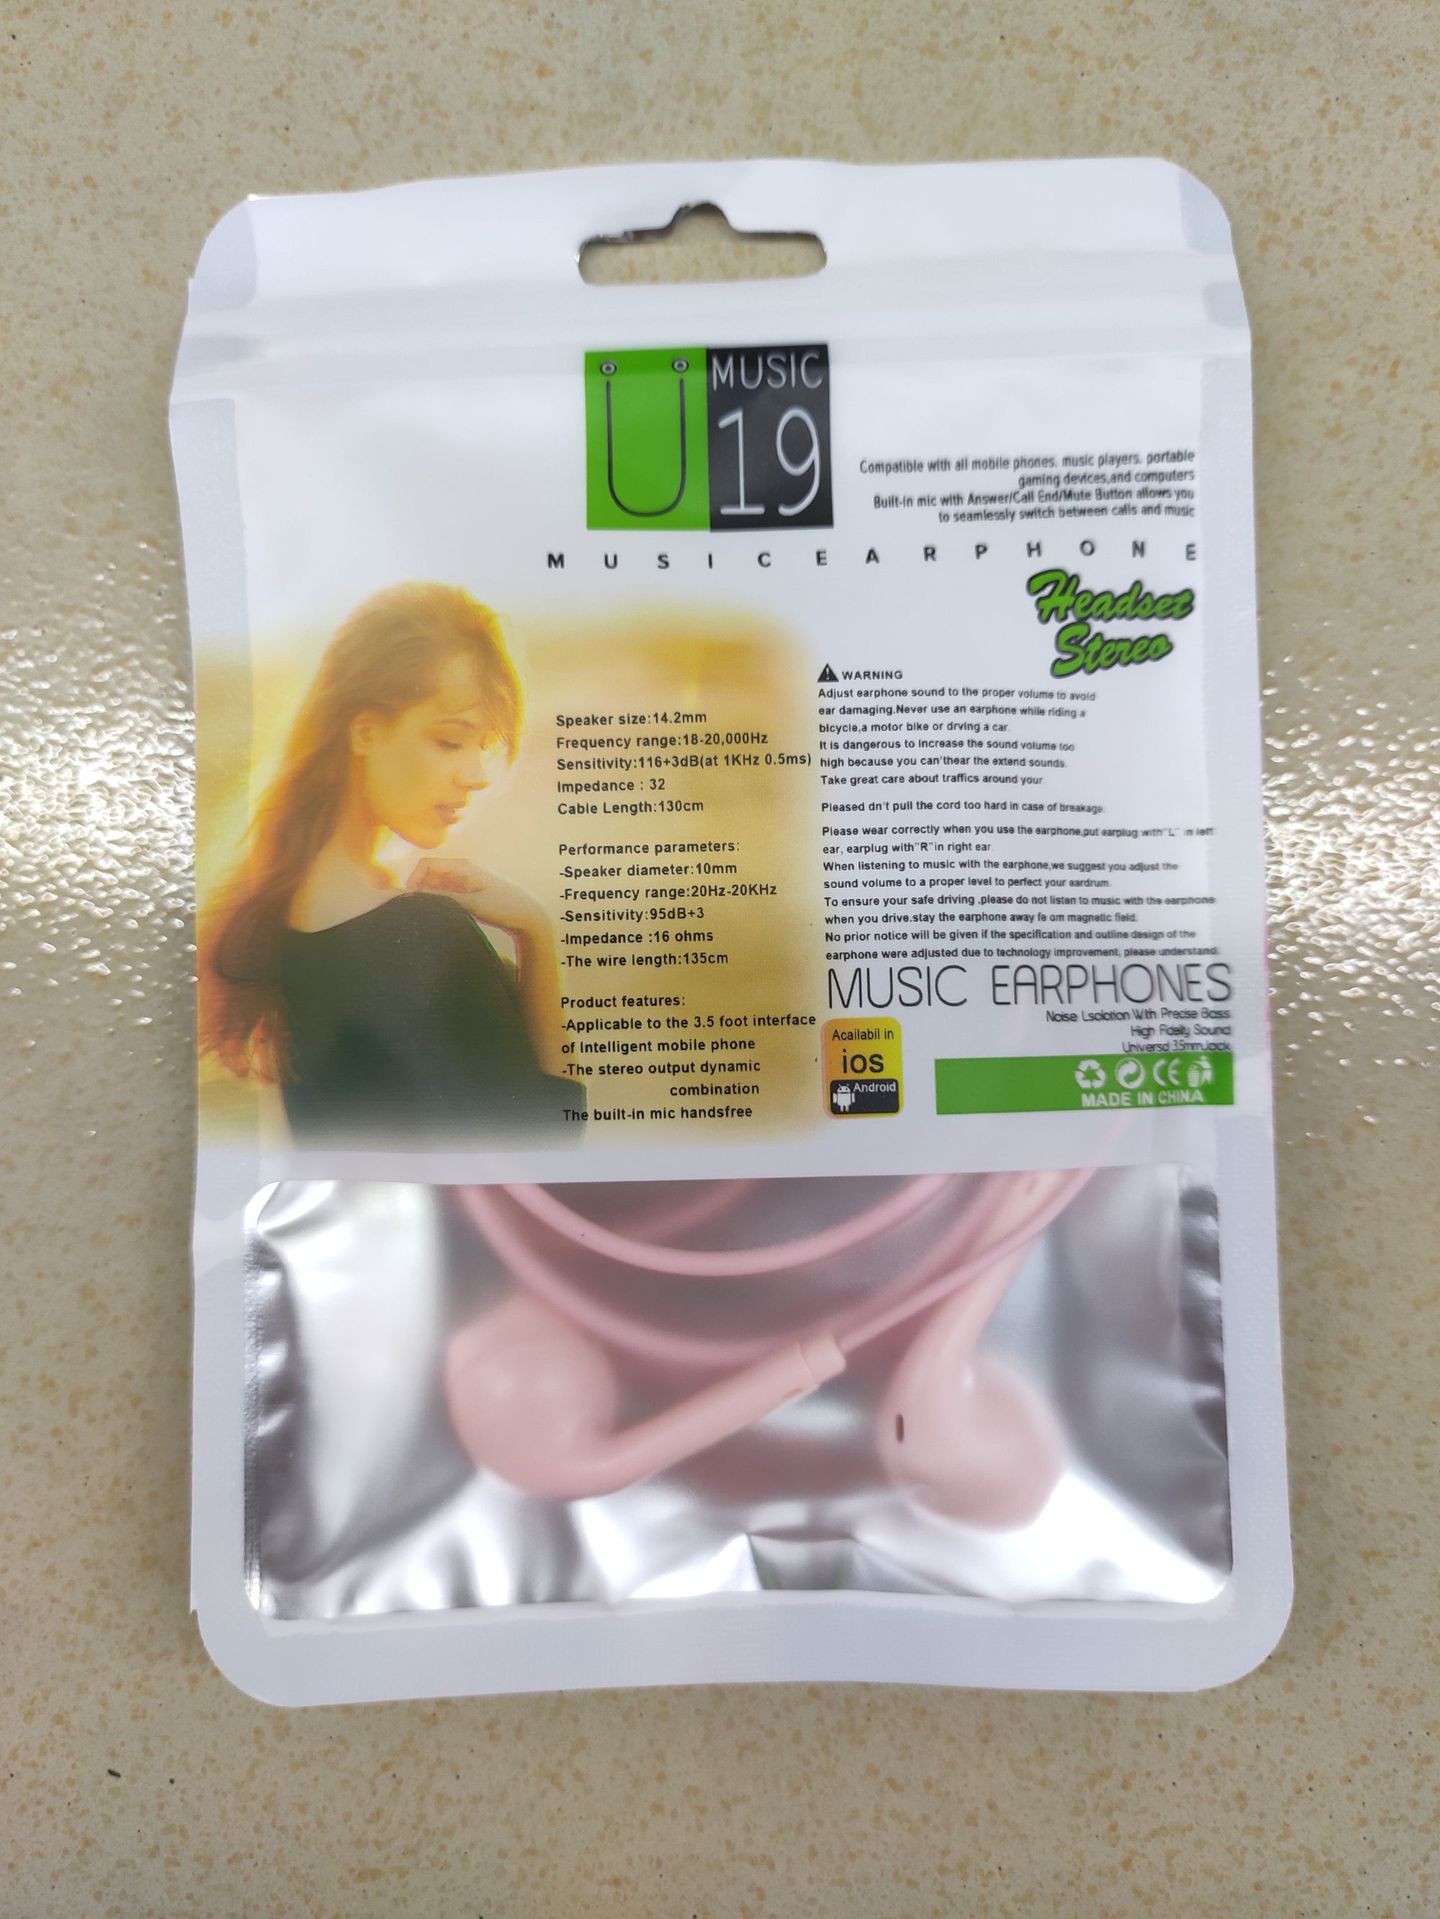 U MUSIC
19
Compatible with all mobile phones. music players. portable
gaming devices,and computers
Built-in mic with Answer/Call End/Mute Button allows you
to seamlessly switch between calls and music
MUSIC EARPHONE
Headset
Stereo
Speaker size:14.2mm
Frequency range:18-20,000Hz
Sensitivity:116+3dB(at 1KHz 0.5ms)
Impedance : 32
Cable Length:130cm
Performance parameters:
-Speaker diameter:10mm
-Frequency range:20Hz-20KHz
-Sensitivity:95dB+3
-Impedance :16 ohms
-The wire length:135cm
Product features:
-Applicable to the 3.5 foot interface
of Intelligent mobile phone
-The stereo output dynamic
combination
The built-in mic handsfree
WARNING
Adjust earphone sound to the proper volume to avoid
ear damaging.Never use an earphone while riding a
bicycle,a motor bike or drving a car.
It is dangerous to increase the sound volume too
high because you can'thear the extend sounds.
Take great care about traffics around your
Pleased dn't pull the cord too hard in case of breakage.
Please wear correctly when you use the earphone,put earplug with"L" in left
ear, earplug with"R"in right ear
When listening to music with the earphone,we suggest you adjust the
sound volume to a proper level to perfect your eardrum.
To ensure your safe driving ,please do not listen to music with the earphone
when you drive.stay the earphone away fe om magnetic field.
No prior notice will be given if the specification and outline design of the
earphone were adjusted due to technology improvement, please understand.
MUSIC EARPHONES
Noise Lsolation With Precise Bass
High Fidelity Sound
Universal 3.5mmJack
Acailabil in
ios
Android
CE
MADE IN CHINA